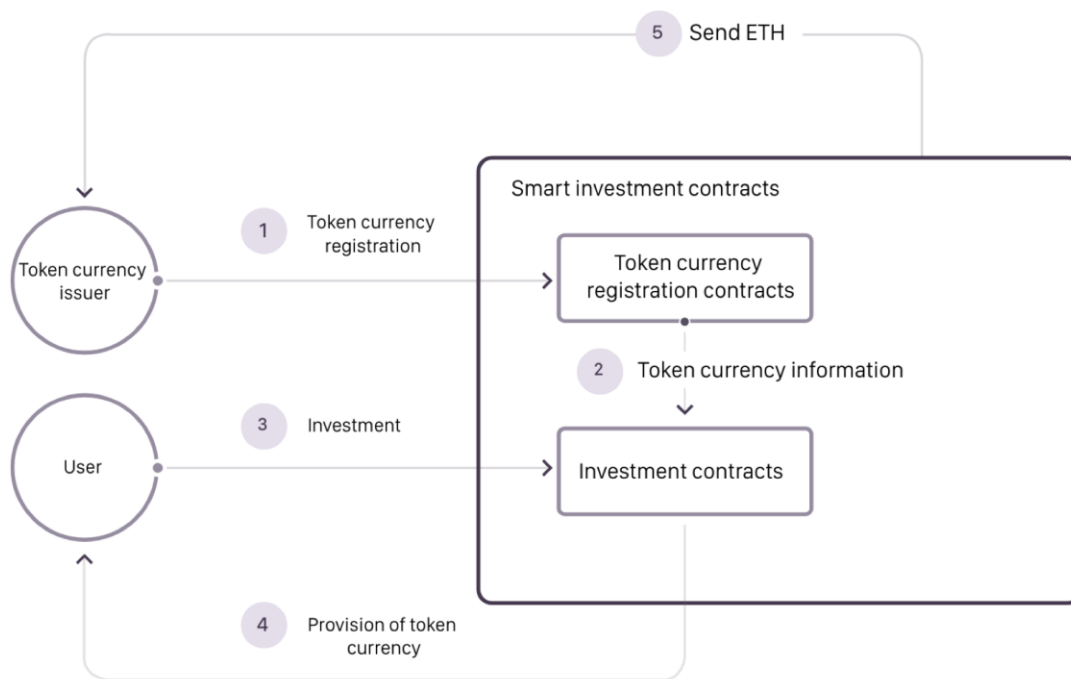 5 Send ETH
Smart investment contracts
1 Token currency
registration
Token currency
issuer
Token currency
registration contracts
2 Token currency information
3 Investment
User
Investment contracts
4 Provision of token
currency